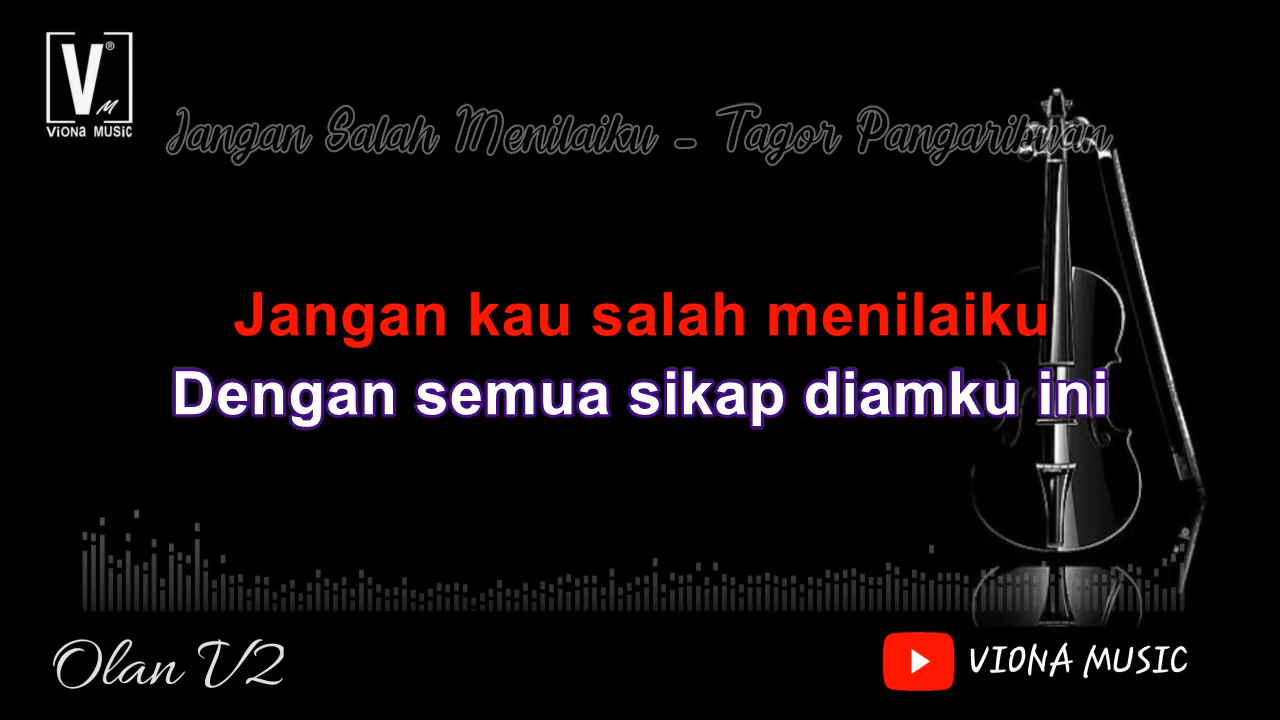 V®
M
VIONA MUSIC
Jangan Salah Menilaiku - Tagor Pangaribuan
Jangan kau salah menilaiku
Dengan semua sikap diamku ini
Olan V2
VIONA MUSIC